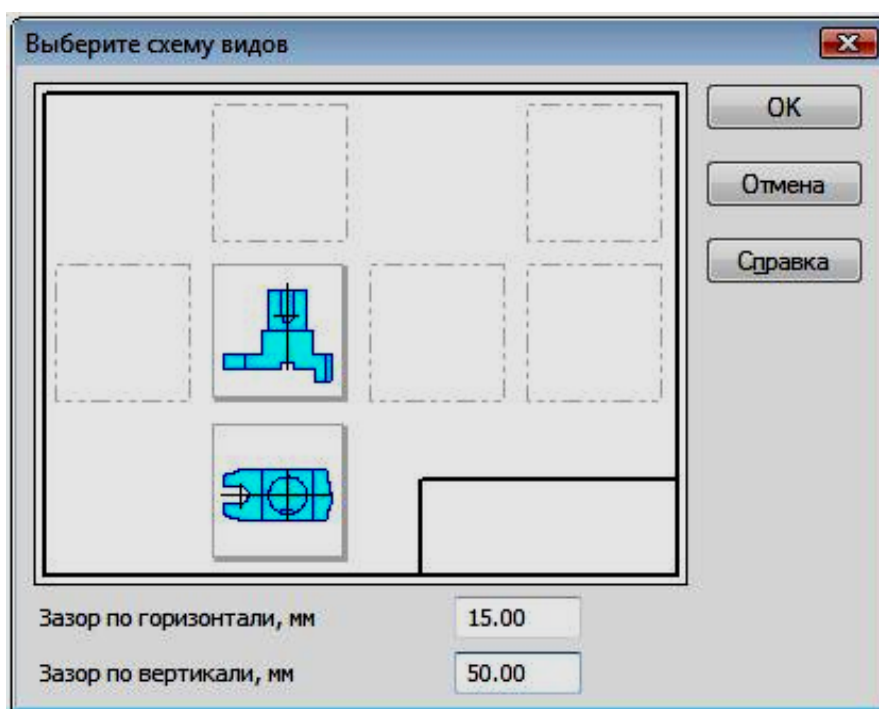 Выберите схему видов
OK
Отмена
Справка
Зазор по горизонтали, мм 15.00
Зазор по вертикали, мм 50.00